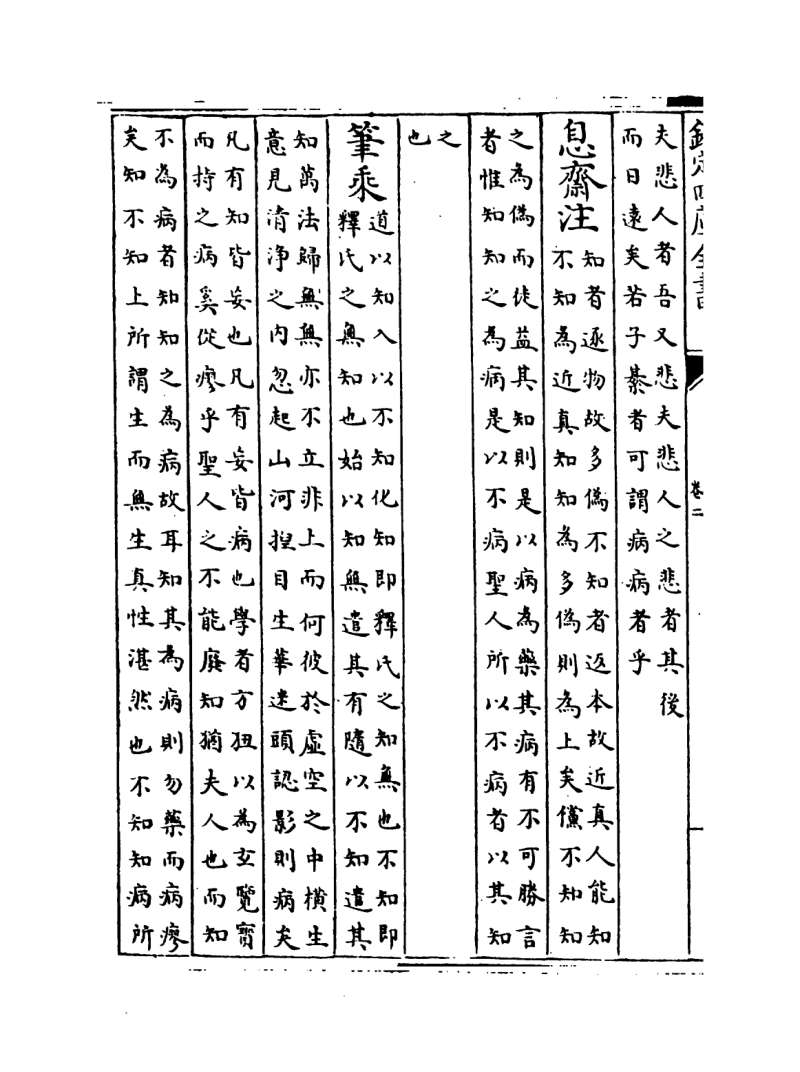 欽定四庫全書
卷二
夫悲人者吾又悲夫悲人之悲者其後
而日遠矣若子綦者可謂病病者乎
息齋注
知者逐物故多偽不知者返本故近真人能知
不知為近真知知為多偽則為上矣儻不知知
之為偽而徒益其知則是以病為藥其病有不可勝言
者惟知知之為病是以不病聖人所以不病者以其知
之
也
筆乘
道以知入以不知化知即釋氏之知無也不知即
釋氏之無知也始以知無遣其有隨以不知遣其
知萬法歸無無亦不立非上而何彼於虛空之中橫生
意見清淨之内忽起山河揑目生華迷頭認影則病矣
凡有知皆妄也凡有妄皆病也學者方狃以為玄覽寳
而持之病奚從瘳乎聖人之不能廢知猶夫人也而知
不為病者知知之為病故耳知其為病則勿藥而病瘳
矣知不知上所謂生而無生真性湛然也不知知病所